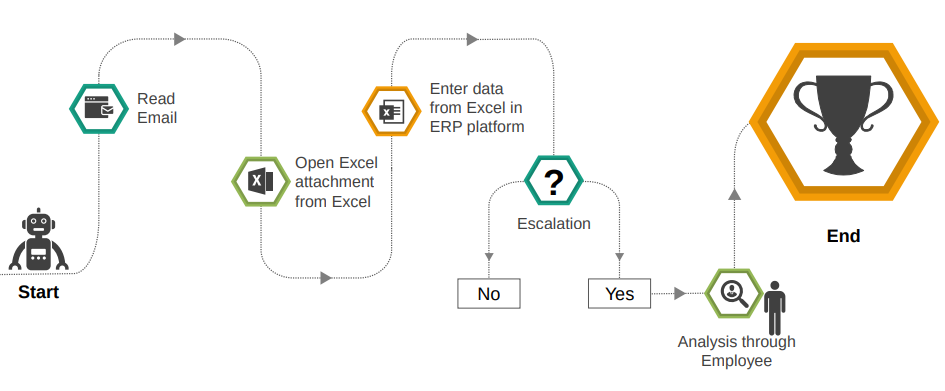 Start
Read
Email
Open Excel
attachment
from Excel
Enter data
from Excel in
ERP platform
?
Escalation
No
Yes
Analysis through
Employee
End